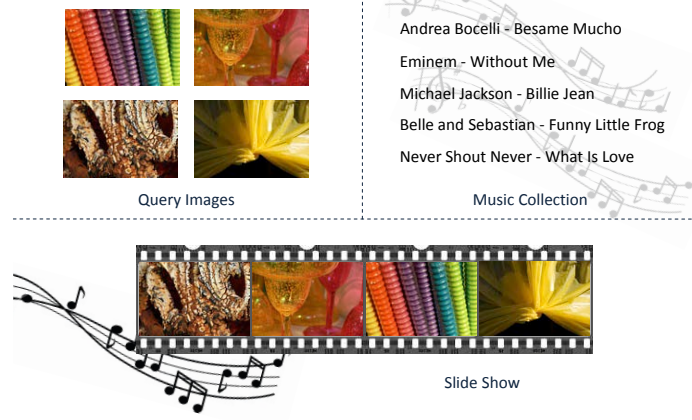 Andrea Bocelli - Besame Mucho
Eminem - Without Me
Michael Jackson - Billie Jean
Belle and Sebastian - Funny Little Frog
Never Shout Never - What Is Love
Query Images
Music Collection
Slide Show